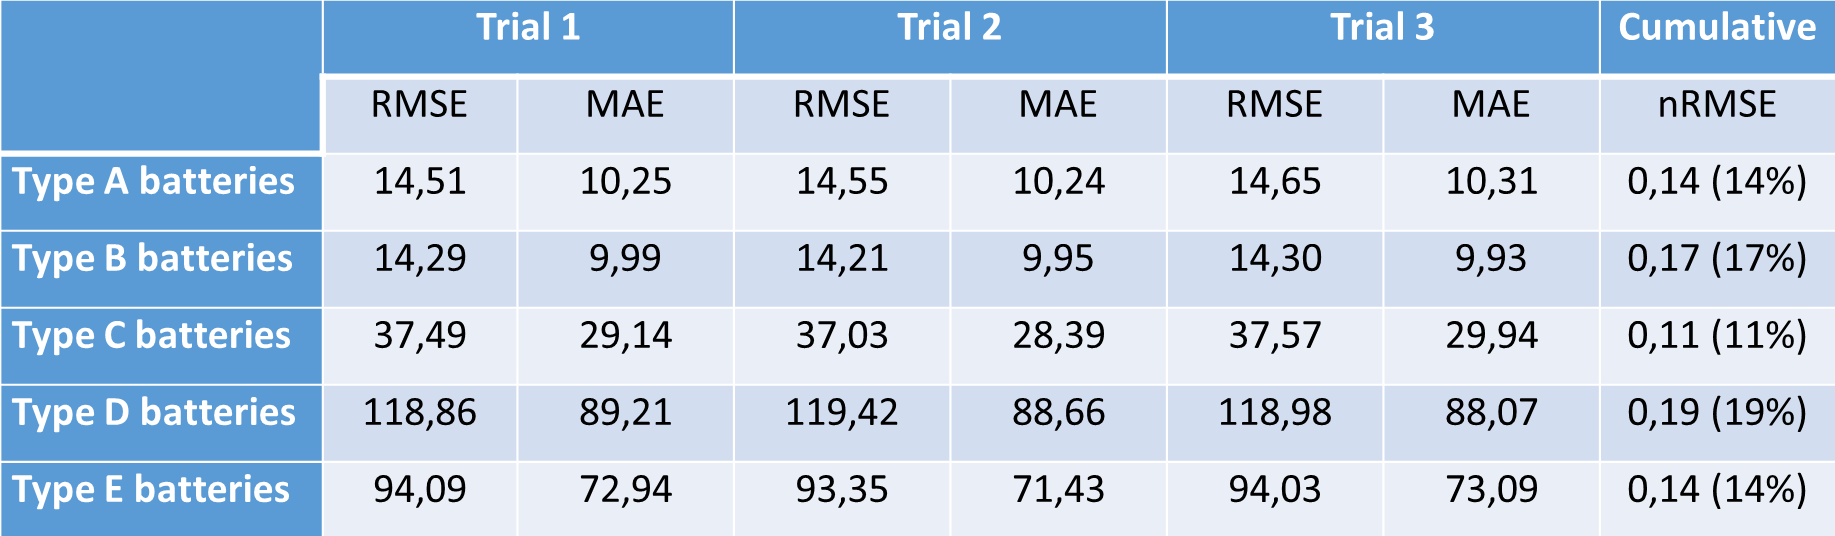 Trial 1 Trial 2 Trial 3 Cumulative
RMSE MAE RMSE MAE RMSE MAE nRMSE
Type A batteries 14,51 10,25 14,55 10,24 14,65 10,31 0,14 (14%)
Type B batteries 14,29 9,99 14,21 9,95 14,30 9,93 0,17 (17%)
Type C batteries 37,49 29,14 37,03 28,39 37,57 29,94 0,11 (11%)
Type D batteries 118,86 89,21 119,42 88,66 118,98 88,07 0,19 (19%)
Type E batteries 94,09 72,94 93,35 71,43 94,03 73,09 0,14 (14%)